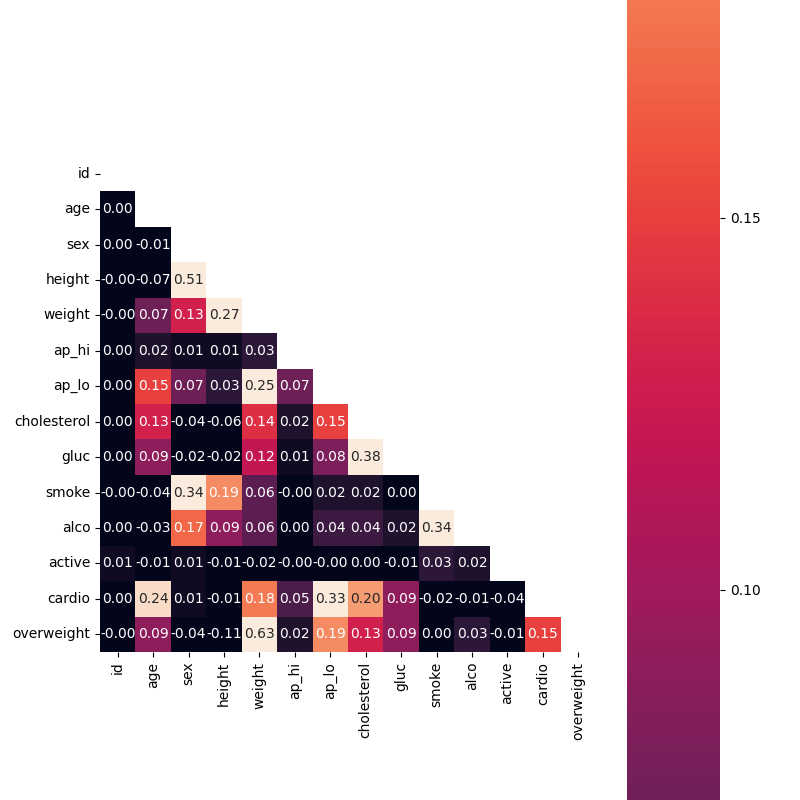 id
age 0.00
sex 0.00 -0.01
height -0.00 -0.07 0.51
weight -0.00 0.07 0.13 0.27
ap_hi 0.00 0.02 0.01 0.01 0.03
ap_lo 0.00 0.15 0.07 0.03 0.25 0.07
cholesterol 0.00 0.13 -0.04 -0.06 0.14 0.02 0.15
gluc 0.00 0.09 -0.02 -0.02 0.12 0.01 0.08 0.38
smoke -0.00 -0.04 0.34 0.19 0.06 -0.00 0.02 0.02 0.00
alco 0.00 -0.03 0.17 0.09 0.06 0.00 0.04 0.04 0.02 0.34
active 0.01 -0.01 0.01 -0.01 -0.02 -0.00 -0.00 0.00 -0.01 0.03 0.02
cardio 0.00 0.24 0.01 -0.01 0.18 0.05 0.33 0.20 0.09 -0.02 -0.01 -0.04
overweight -0.00 0.09 -0.04 -0.11 0.63 0.02 0.19 0.13 0.09 0.00 0.03 -0.01 0.15
id age sex height weight ap_hi ap_lo cholesterol gluc smoke alco active cardio overweight
0.15
0.10